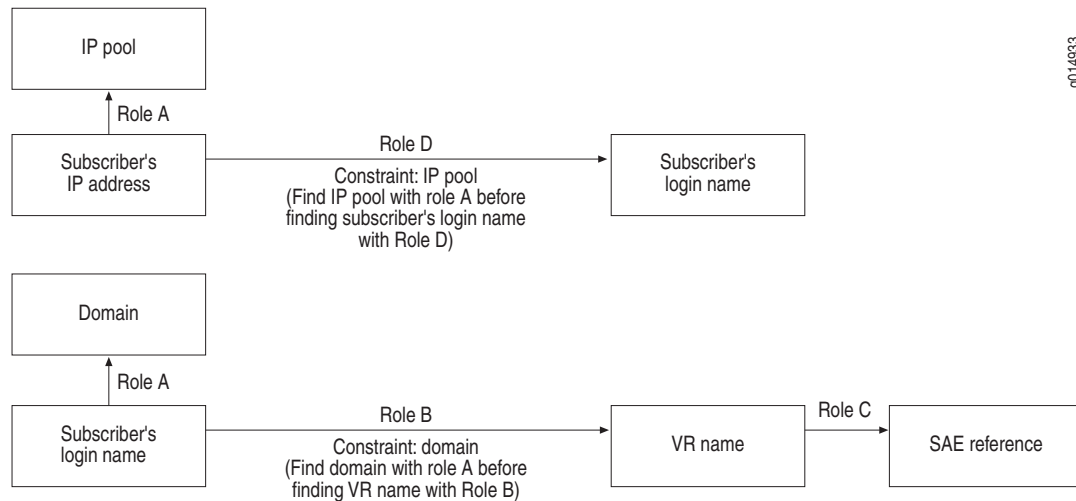 IP pool
Role A
Subscriber's
IP address
Role D
Constraint: IP pool
(Find IP pool with role A before
finding subscriber's login name
with Role D)
Subscriber's
login name
Domain
Role A
Subscriber's
login name
Role B
Constraint: domain
(Find domain with role A before
finding VR name with Role B)
VR name
Role C
SAE reference
g014933